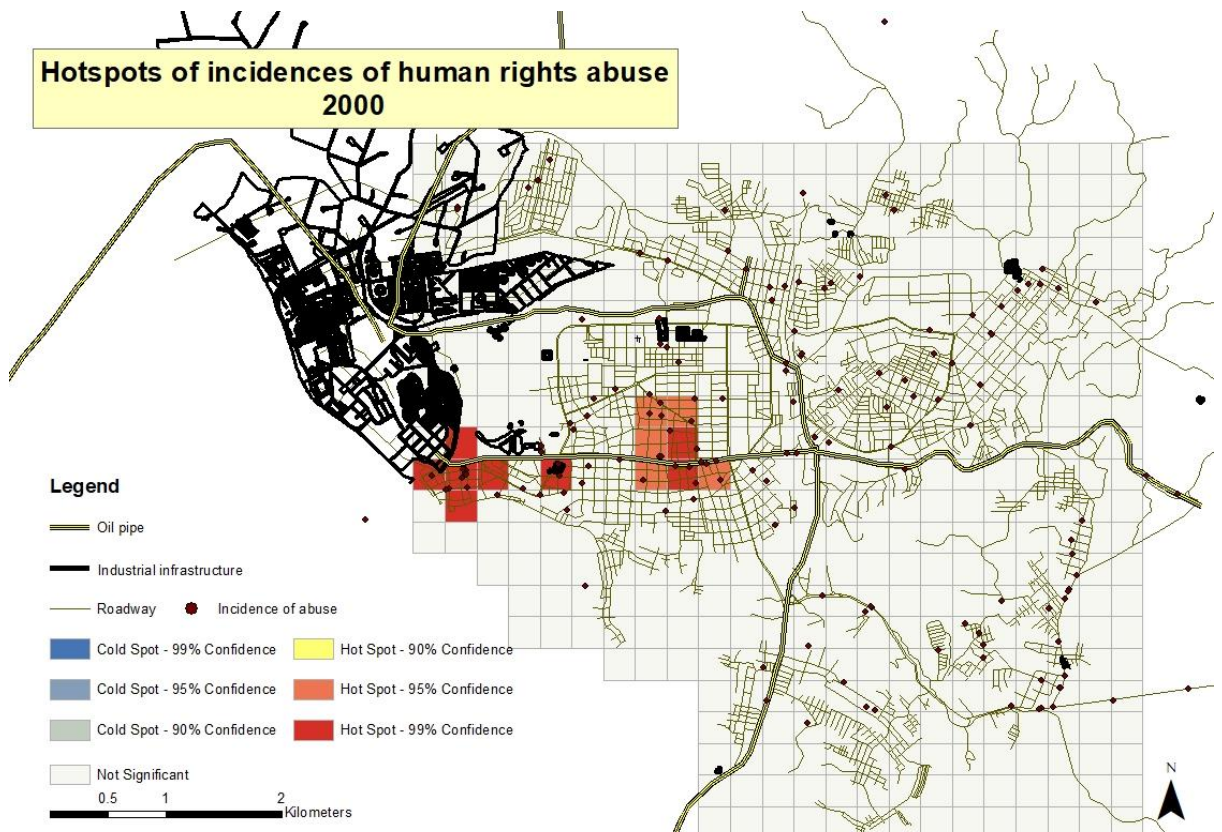 Hotspots of incidences of human rights abuse
2000
Legend
Oil pipe
Industrial infrastructure
Roadway Incidence of abuse
Cold Spot - 99% Confidence Hot Spot - 90% Confidence
Cold Spot - 95% Confidence Hot Spot - 95% Confidence
Cold Spot - 90% Confidence Hot Spot - 99% Confidence
Not Significant
0.5 1 2
Kilometers
N